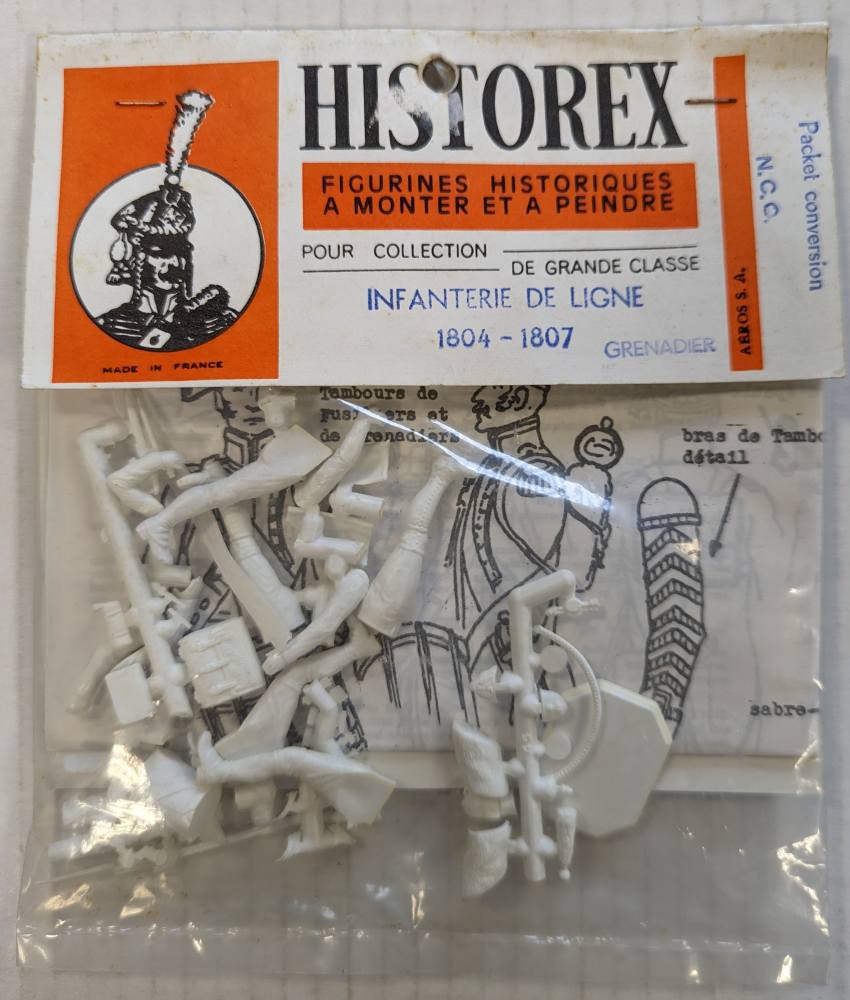 HISTOREX
FIGURINES HISTORIQUES
A MONTER ET A PEINDRE
POUR COLLECTION
DE GRANDE CLASSE
INFANTERIE DE LIGNE
1804 - 1807
GRENADIER
MADE IN FRANCE
AEROS S. A.
Packet conversion
N.C.C.
Tambours de
et
de
bras de
détail
sabre-